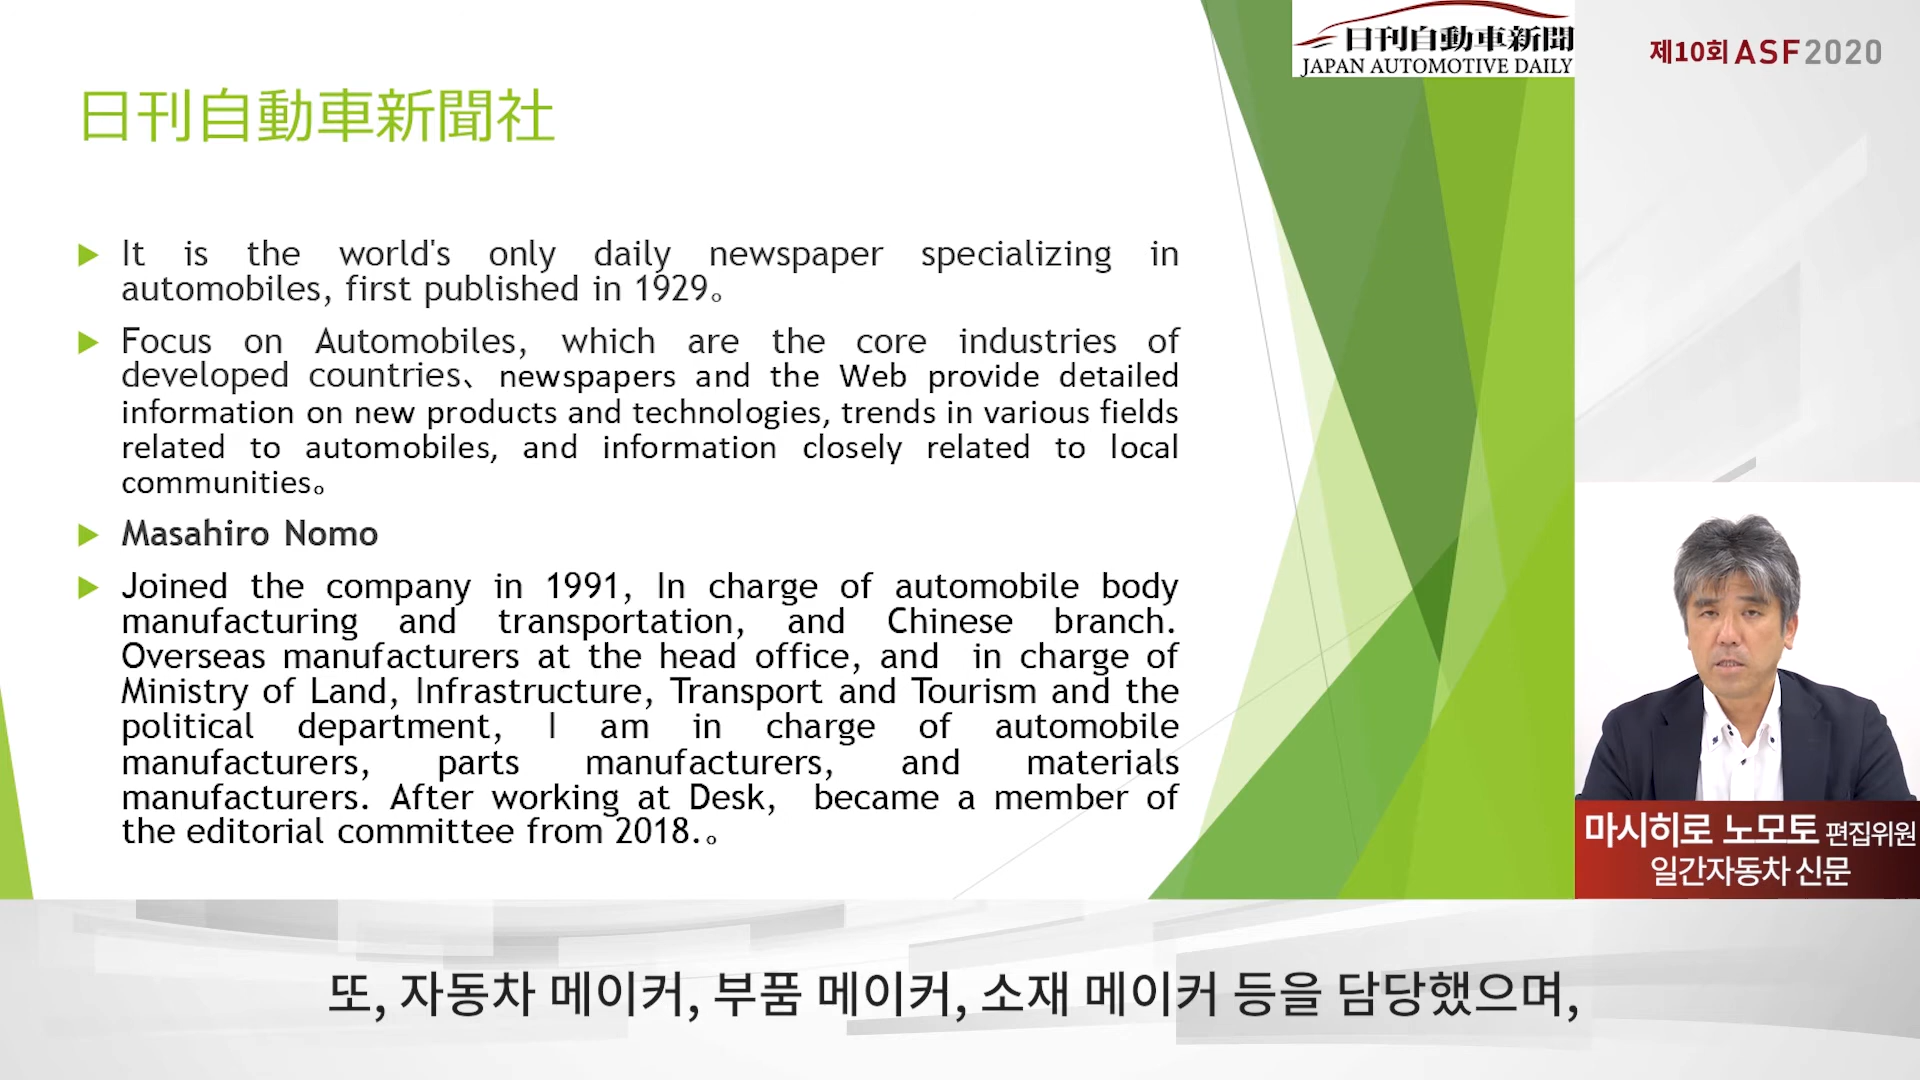 日刊自動車新聞
JAPAN AUTOMOTIVE DAILY
제10회 ASF2020
日刊自動車新聞社
It is the world's only daily newspaper specializing in
automobiles, first published in 1929。
Focus on Automobiles, which are the core industries of
developed countries、 newspapers and the Web provide detailed
information on new products and technologies, trends in various fields
related to automobiles, and information closely related to local
communities。
Masahiro Nomo
Joined the company in 1991, In charge of automobile body
manufacturing and transportation, and Chinese branch.
Overseas manufacturers at the head office, and in charge of
Ministry of Land, Infrastructure, Transport and Tourism and the
political department, I am in charge of automobile
manufacturers, parts manufacturers, and materials
manufacturers. After working at Desk, became a member of
the editorial committee from 2018.。
마시히로 노모토 편집위원
일간자동차 신문
또, 자동차 메이커, 부품 메이커, 소재 메이커 등을 담당했으며,